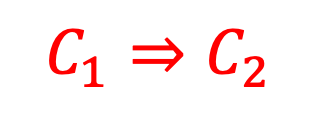 C₁ ⇒ C₂